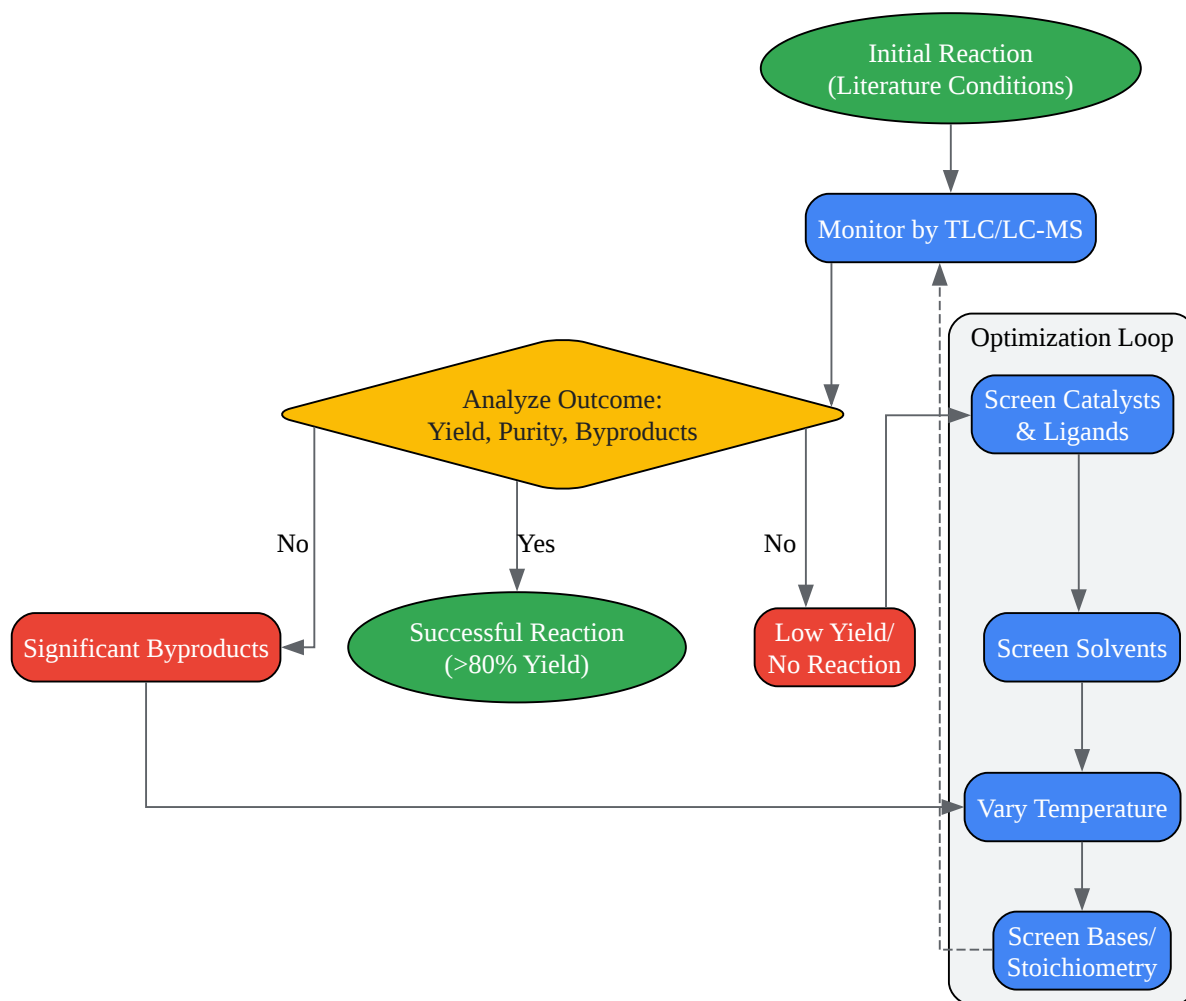 Initial Reaction
(Literature Conditions)
Monitor by TLC/LC-MS
Optimization Loop
Analyze Outcome:
Yield, Purity, Byproducts
Screen Catalysts
& Ligands
No
Yes
No
Significant Byproducts
Successful Reaction
(>80% Yield)
Low Yield/
No Reaction
Screen Solvents
Vary Temperature
Screen Bases/
Stoichiometry